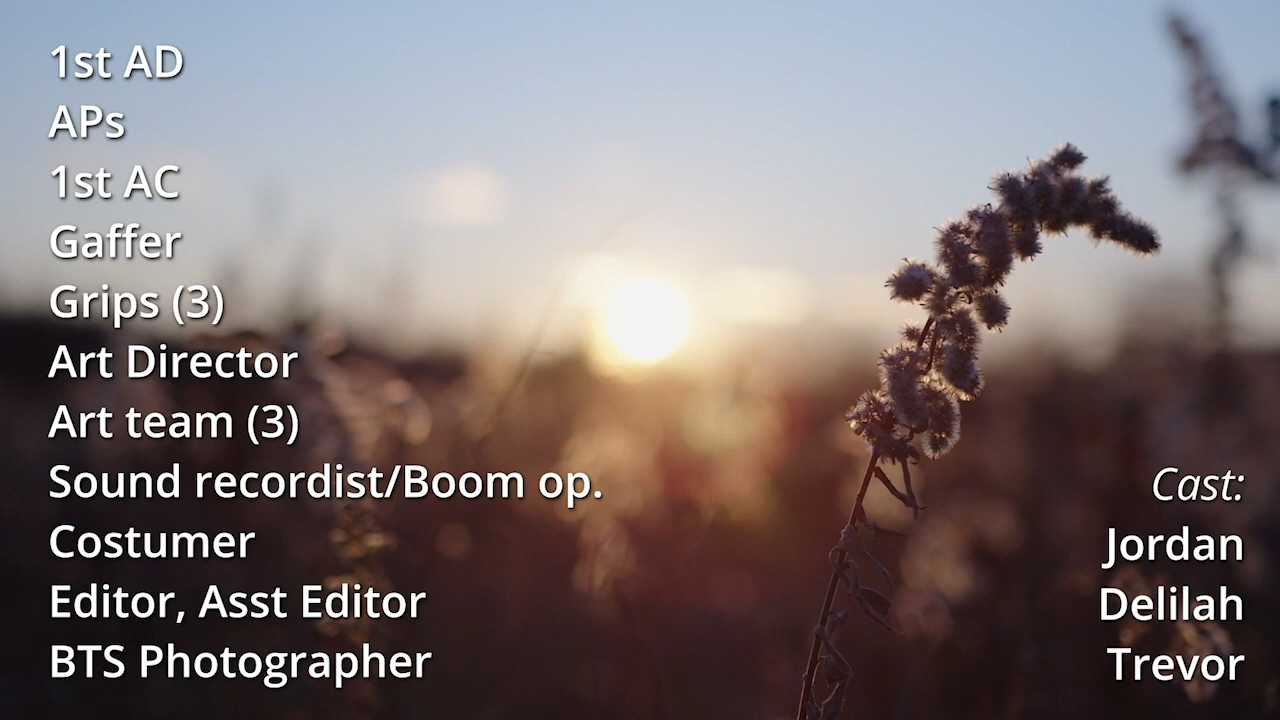 1st AD
APs
1st AC
Gaffer
Grips (3)
Art Director
Art team (3)
Sound recordist/Boom op.
Costumer
Editor, Asst Editor
BTS Photographer
Cast:
Jordan
Delilah
Trevor